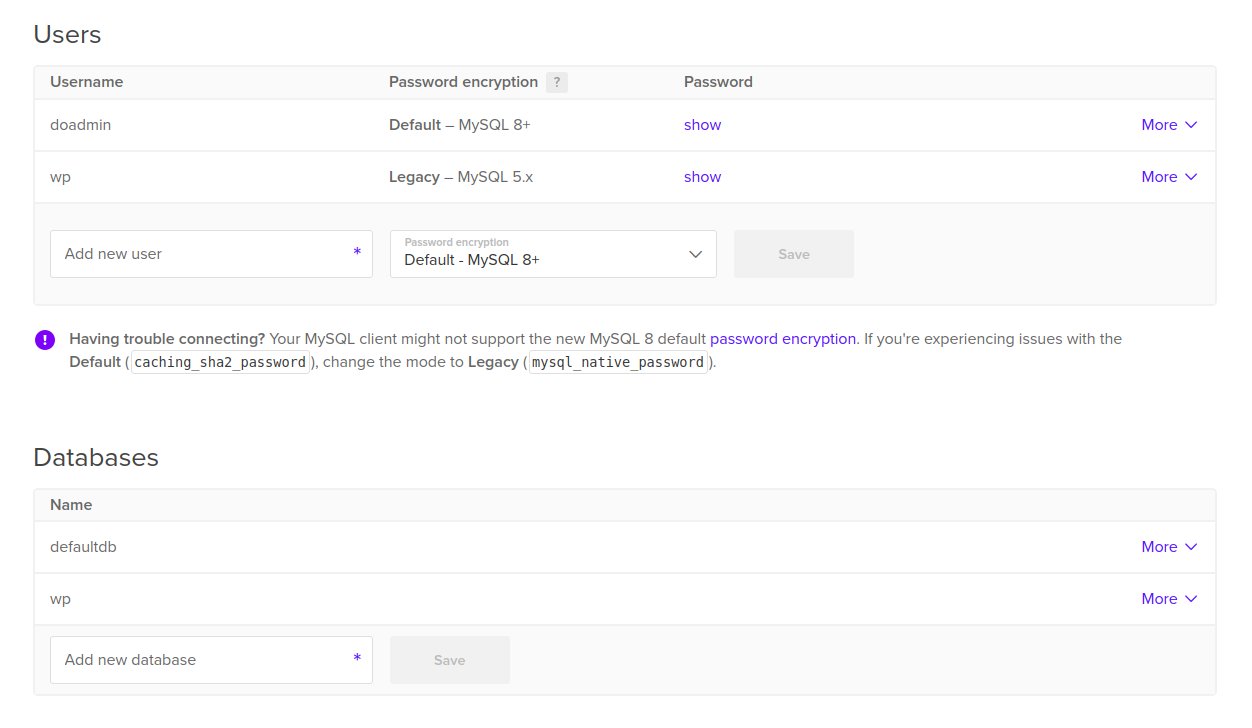 Users
Username Password encryption ? Password
doadmin Default – MySQL 8+ show More
wp Legacy – MySQL 5.x show More
Password encryption
Add new user * Default - MySQL 8+ Save
! Having trouble connecting? Your MySQL client might not support the new MySQL 8 default password encryption. If you're experiencing issues with the
Default ( caching_sha2_password ), change the mode to Legacy ( mysql_native_password ).
Databases
Name
defaultdb More
wp More
Add new database * Save